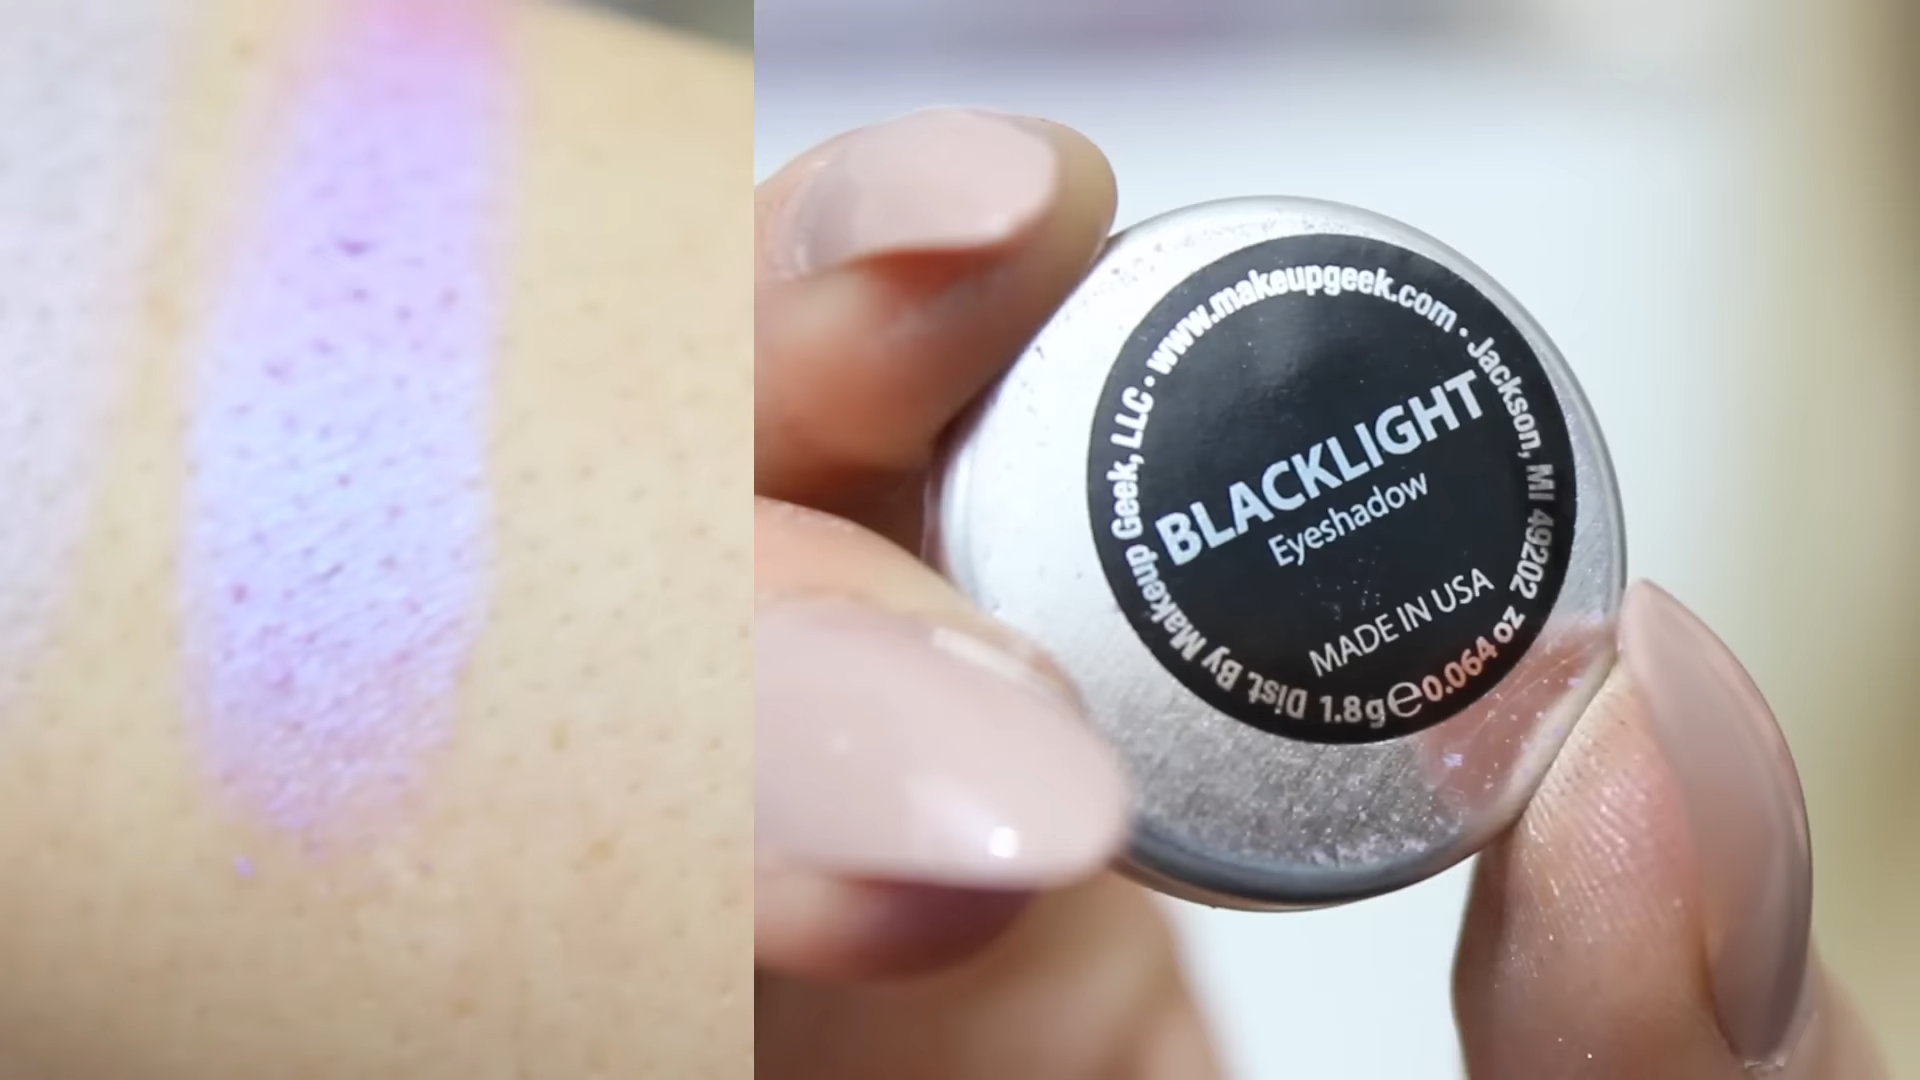 Dist. By Makeup Geek, LLC · www.makeupgeek.com · Jackson, MI 49202
BLACKLIGHT
Eyeshadow
MADE IN USA
1.8g℮0.064 oz